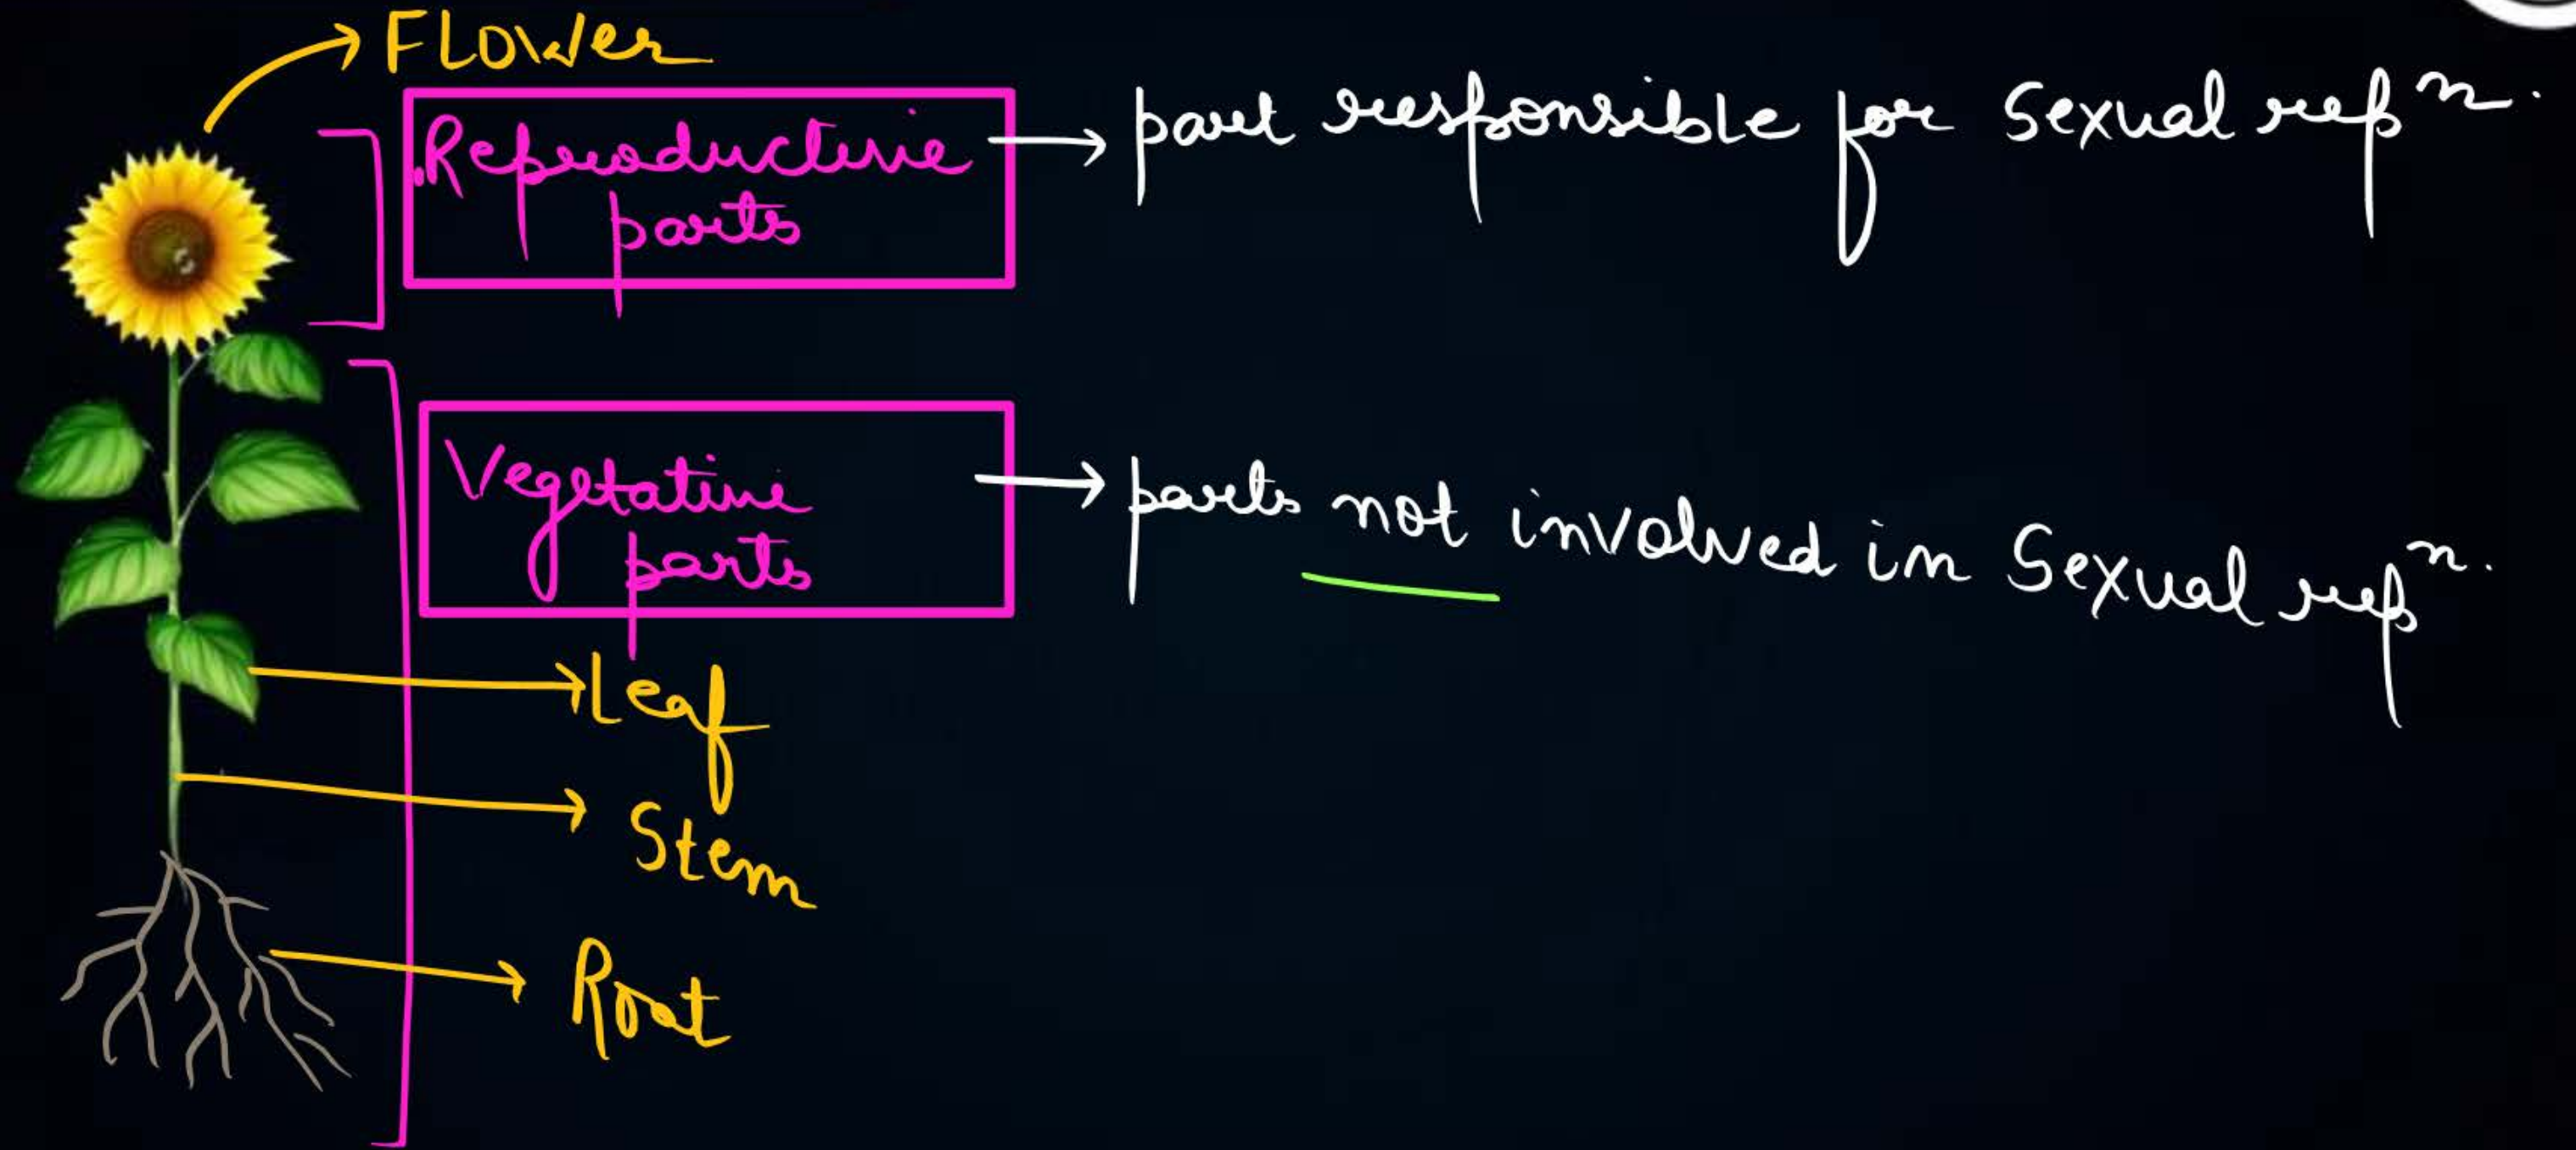 FLower
Reproductive
parts
→ part responsible for Sexual repⁿ.
Vegetative
parts
→ parts not involved in Sexual repⁿ.
Leaf
Stem
Root